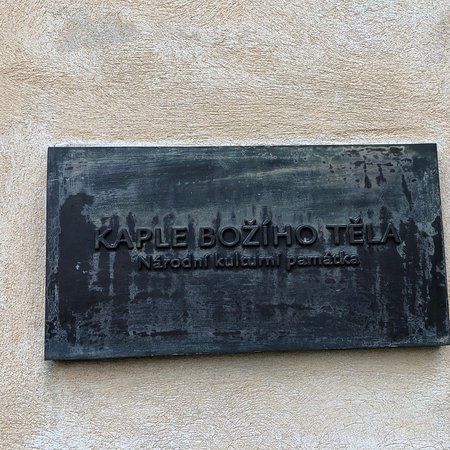 KAPLE BOŽÍHO TĚLA
Národní kulturní památka